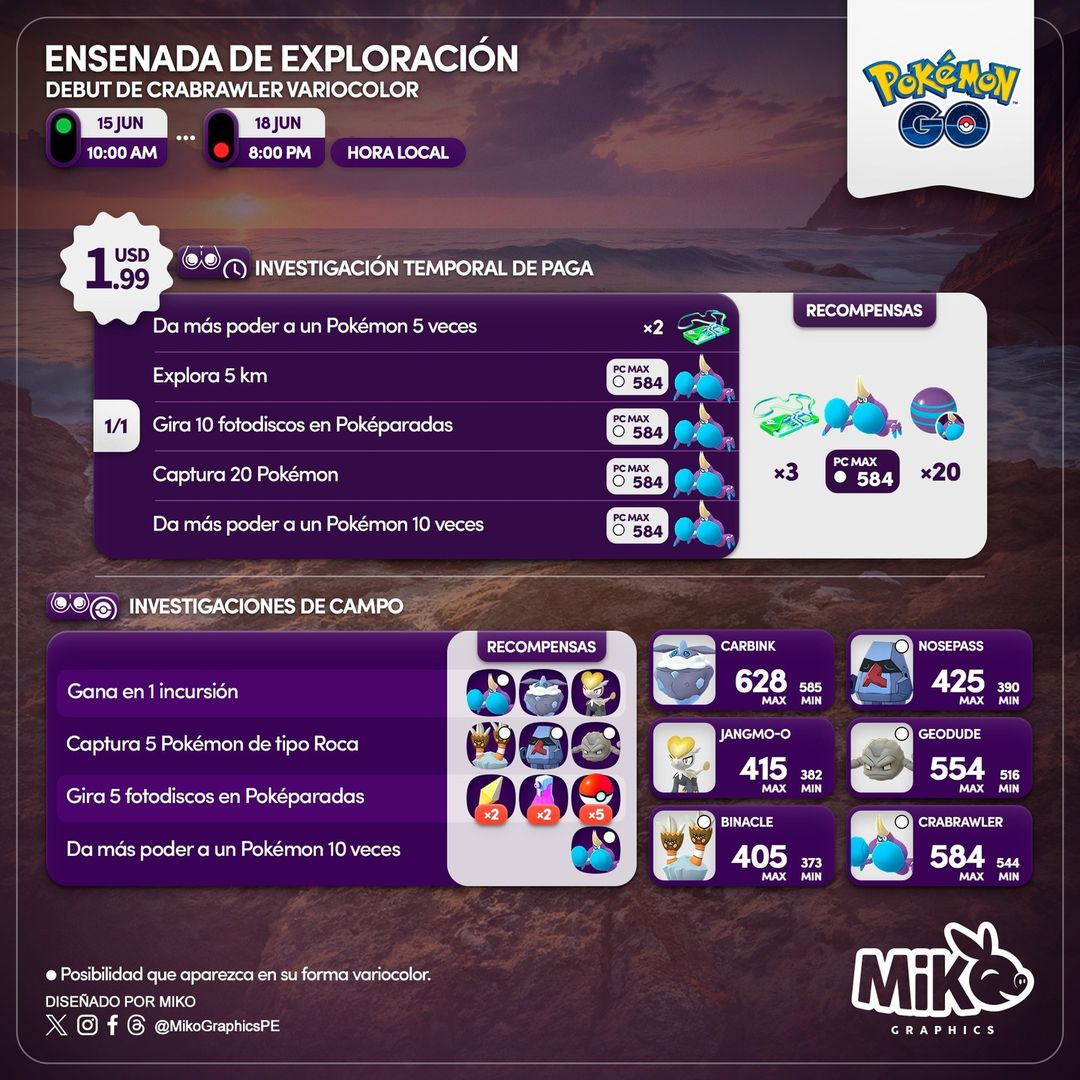 ENSENADA DE EXPLORACIÓN
DEBUT DE CRABRAWLER VARIOCOLOR
15 JUN
10:00 AM
...
18 JUN
8:00 PM
HORA LOCAL
POKéMON
GO
1.99 USD
INVESTIGACIÓN TEMPORAL DE PAGA
1/1
Da más poder a un Pokémon 5 veces
×2
Explora 5 km
PC MAX
584
Gira 10 fotodiscos en Poképaradas
PC MAX
584
Captura 20 Pokémon
PC MAX
584
Da más poder a un Pokémon 10 veces
PC MAX
584
RECOMPENSAS
×3
PC MAX
584
×20
INVESTIGACIONES DE CAMPO
RECOMPENSAS
Gana en 1 incursión
Captura 5 Pokémon de tipo Roca
Gira 5 fotodiscos en Poképaradas
×2
×2
×5
Da más poder a un Pokémon 10 veces
CARBINK
628 MAX 585 MIN
NOSEPASS
425 MAX 390 MIN
JANGMO-O
415 MAX 382 MIN
GEODUDE
554 MAX 516 MIN
BINACLE
405 MAX 373 MIN
CRABRAWLER
584 MAX 544 MIN
Posibilidad que aparezca en su forma variocolor.
DISEÑADO POR MIKO
@MikoGraphicsPE
MiKO
GRAPHICS